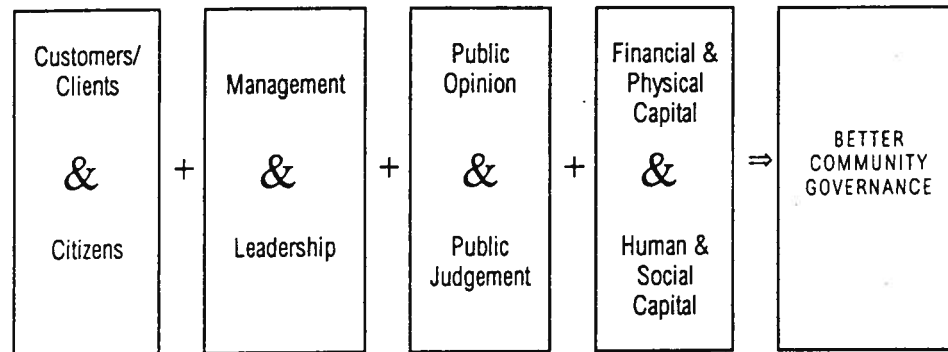 Customers/
Clients
&
Citizens
+
Management
&
Leadership
+
Public
Opinion
&
Public
Judgement
+
Financial &
Physical
Capital
&
Human &
Social
Capital
⇒
BETTER
COMMUNITY
GOVERNANCE